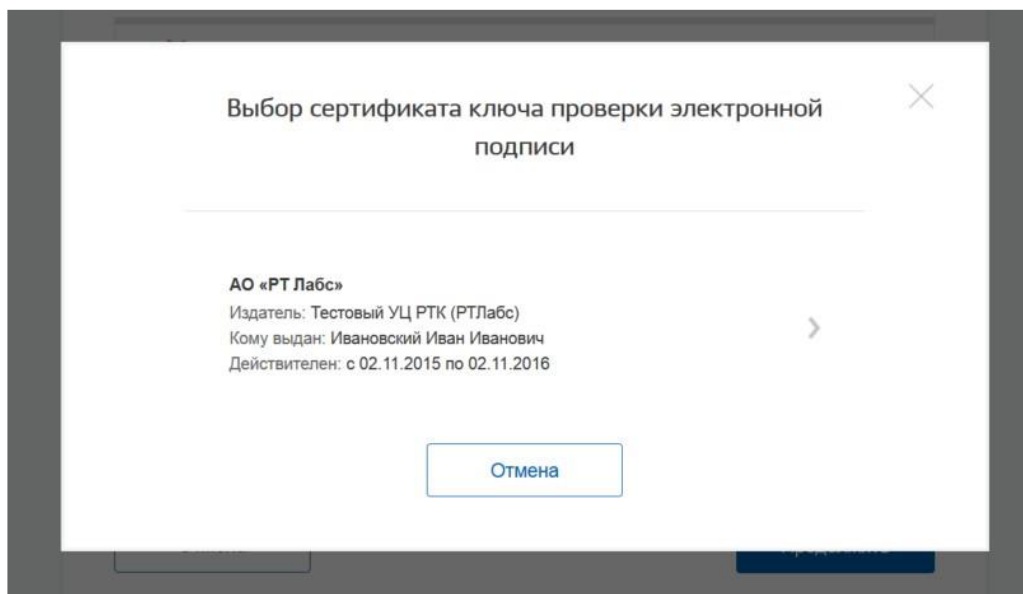 Выбор сертификата ключа проверки электронной
подписи
АО «РТ Лабс»
Издатель: Тестовый УЦ РТК (РТЛабс)
Кому выдан: Ивановский Иван Иванович
Действителен: с 02.11.2015 по 02.11.2016
Отмена